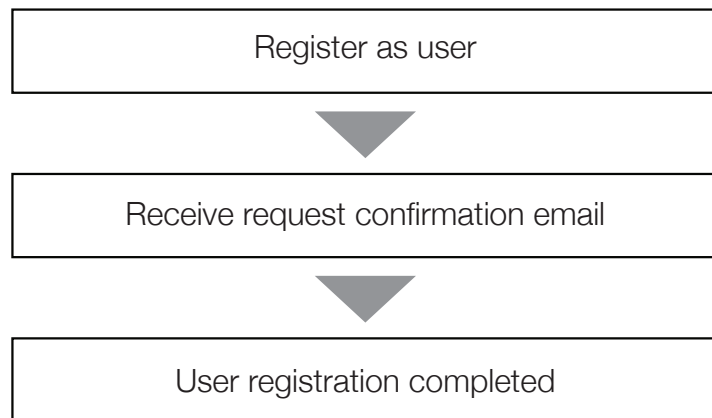 Register as user
Receive request confirmation email
User registration completed